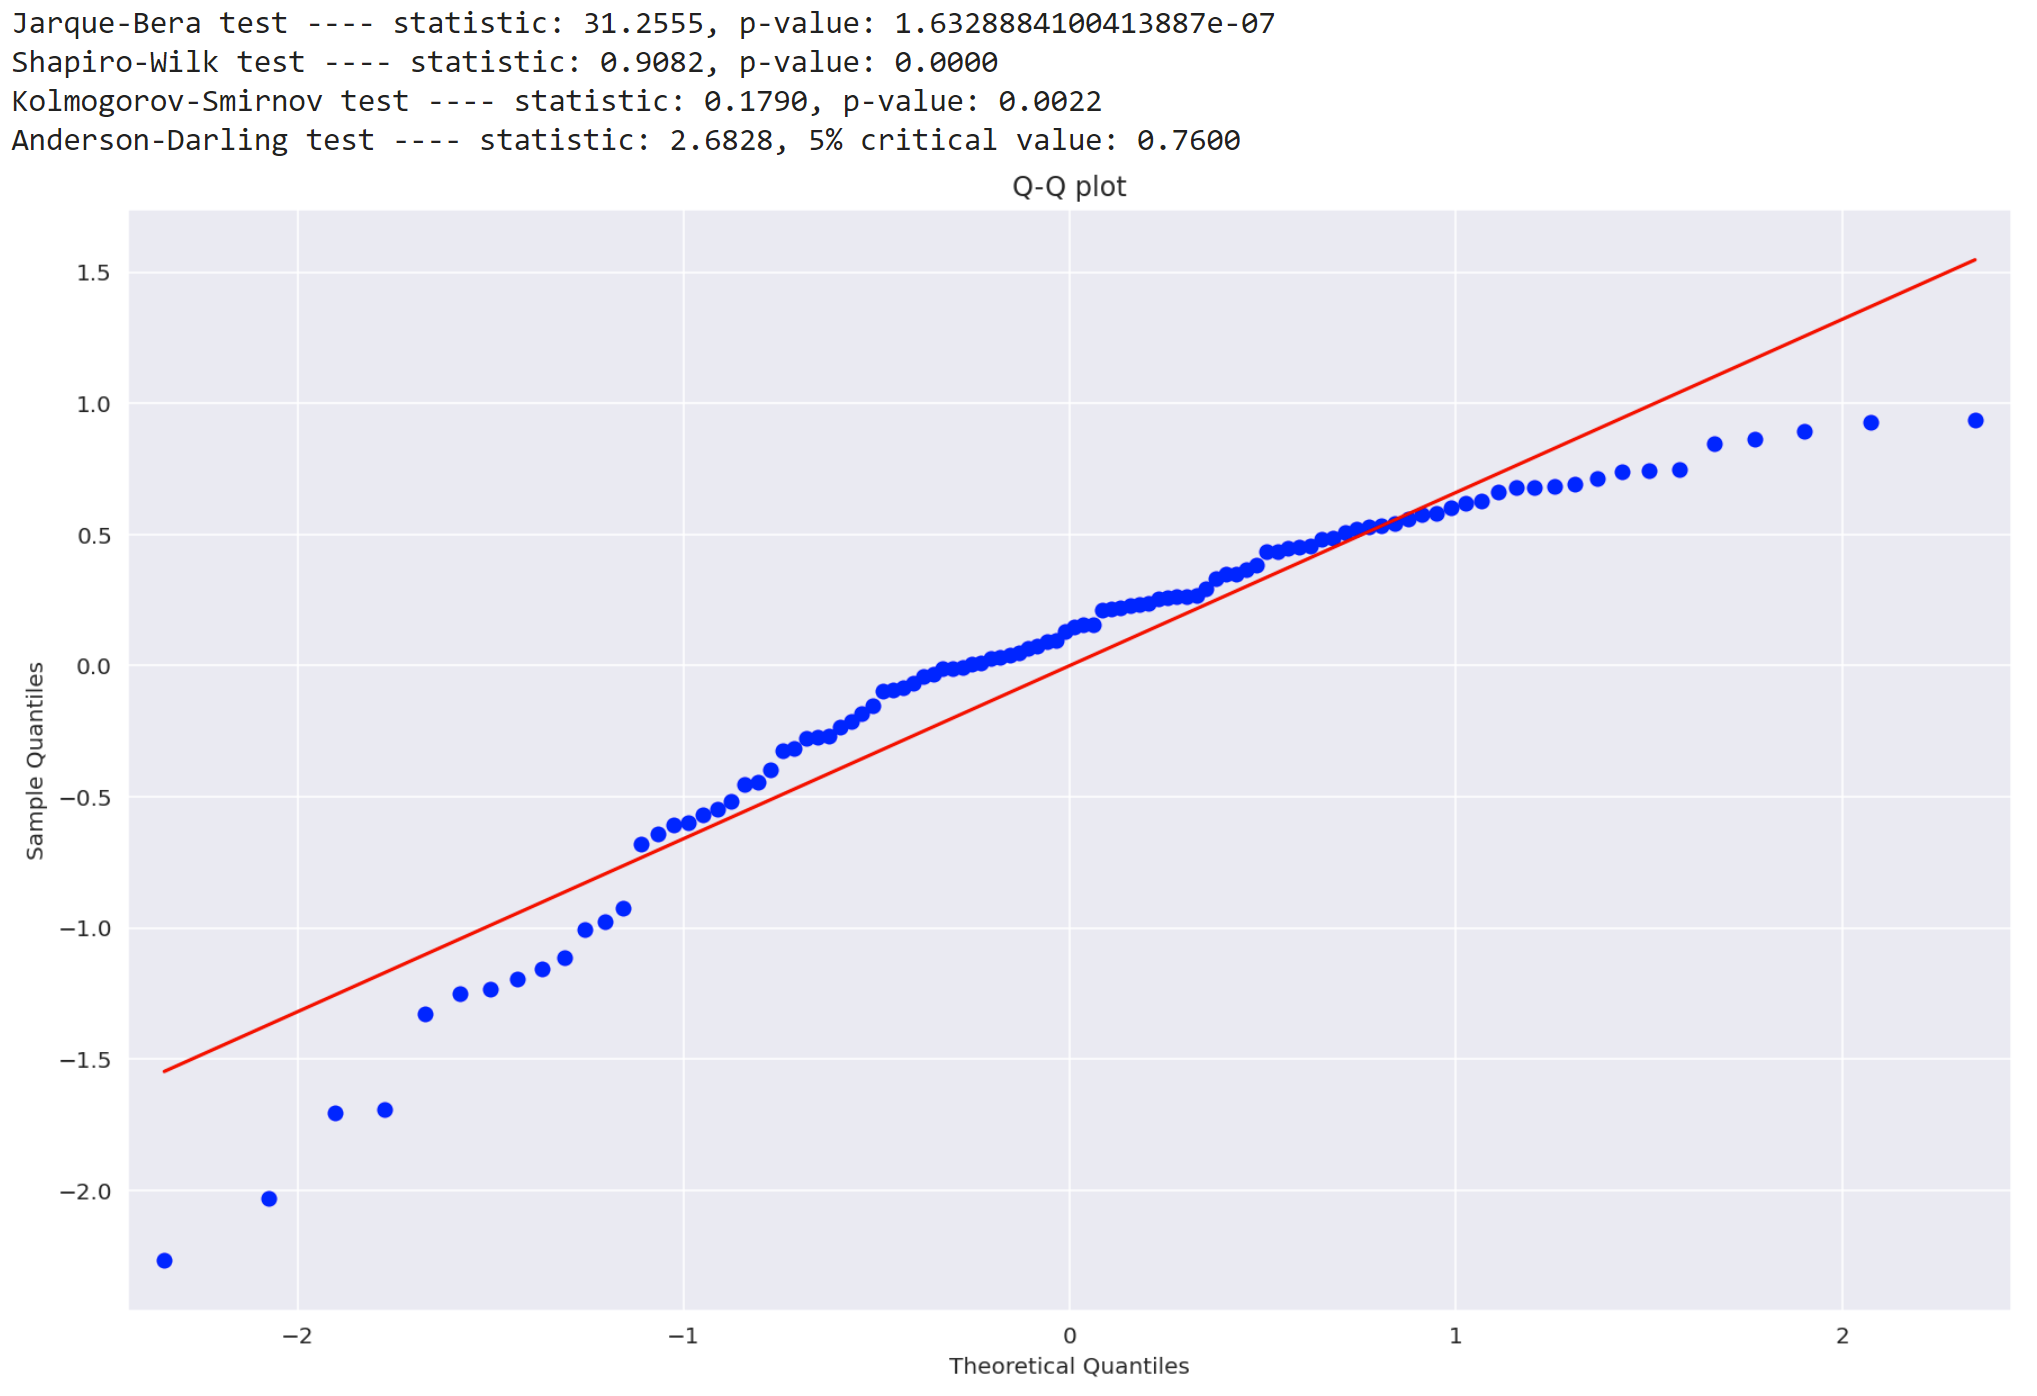 Jarque-Bera test ---- statistic: 31.2555, p-value: 1.6328884100413887e-07
Shapiro-Wilk test ---- statistic: 0.9082, p-value: 0.0000
Kolmogorov-Smirnov test ---- statistic: 0.1790, p-value: 0.0022
Anderson-Darling test ---- statistic: 2.6828, 5% critical value: 0.7600
Q-Q plot
1.5
1.0
0.5
0.0
−0.5
−1.0
−1.5
−2.0
Sample Quantiles
−2 −1 0 1 2
Theoretical Quantiles